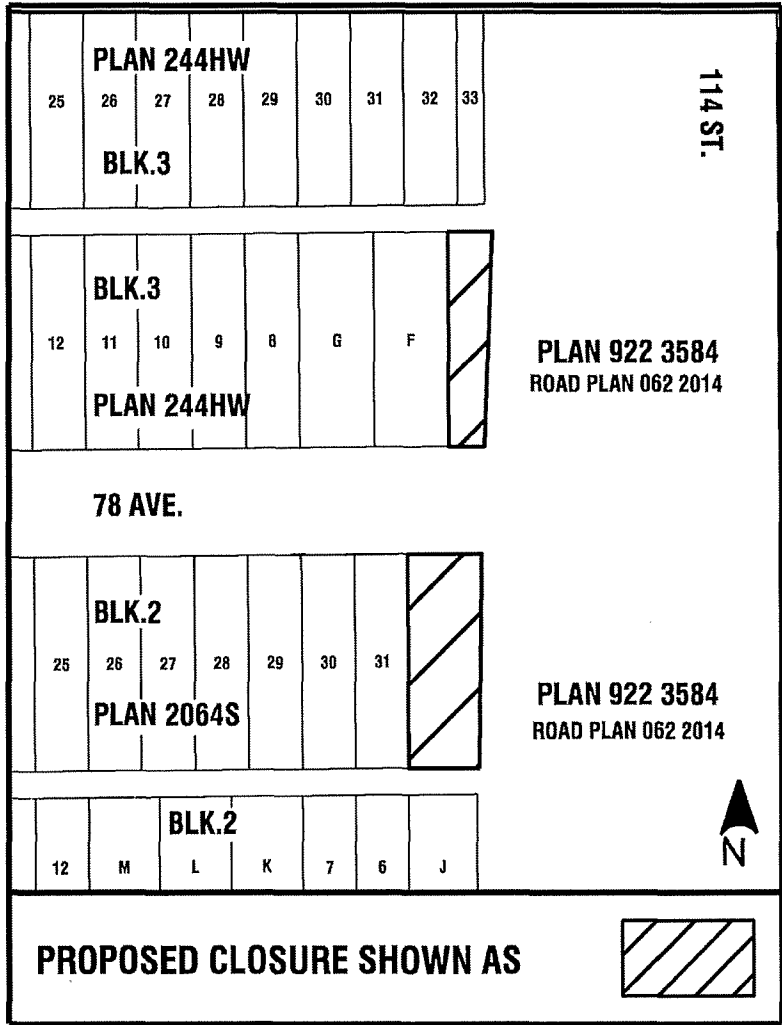 PLAN 244HW
25 26 27 28 29 30 31 32 33
BLK.3
114 ST.
BLK.3
12 11 10 9 8 G F
PLAN 244HW
PLAN 922 3584
ROAD PLAN 062 2014
78 AVE.
BLK.2
25 26 27 28 29 30 31
PLAN 2064S
PLAN 922 3584
ROAD PLAN 062 2014
BLK.2
12 M L K 7 6 J
N
PROPOSED CLOSURE SHOWN AS